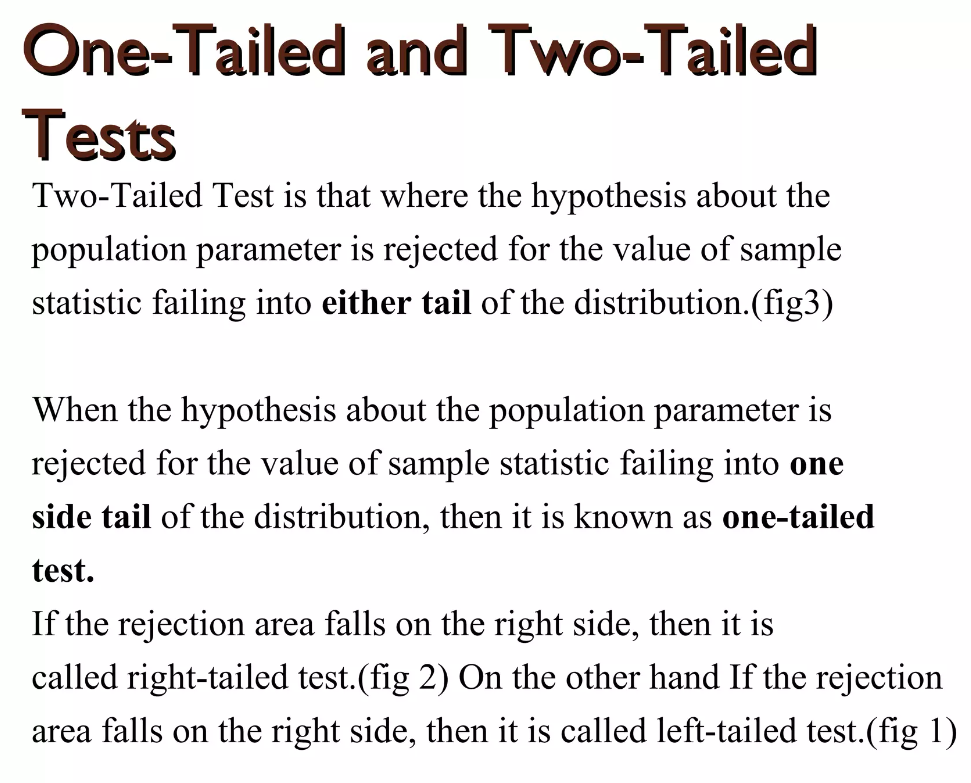 One-Tailed and Two-Tailed
Tests
Two-Tailed Test is that where the hypothesis about the
population parameter is rejected for the value of sample
statistic failing into either tail of the distribution.(fig3)
When the hypothesis about the population parameter is
rejected for the value of sample statistic failing into one
side tail of the distribution, then it is known as one-tailed
test.
If the rejection area falls on the right side, then it is
called right-tailed test.(fig 2) On the other hand If the rejection
area falls on the right side, then it is called left-tailed test.(fig 1)